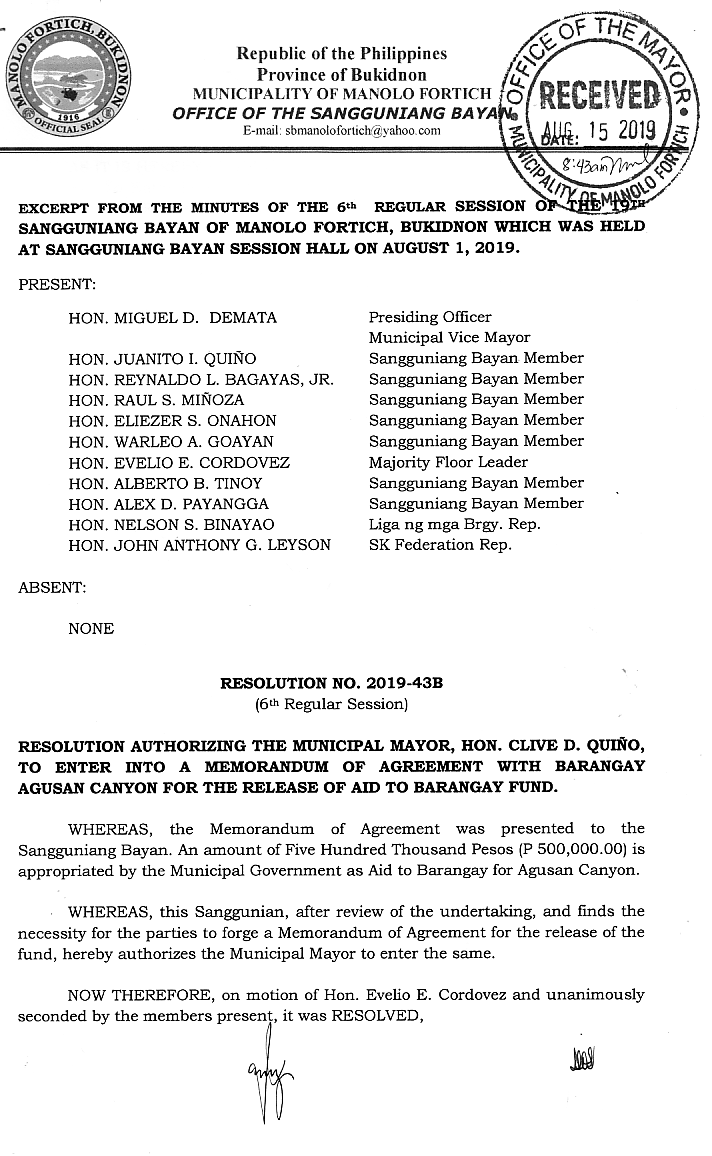 MANOLO FORTICH, BUKIDNON
1916
OFFICIAL SEAL
Republic of the Philippines
Province of Bukidnon
MUNICIPALITY OF MANOLO FORTICH
OFFICE OF THE SANGGUNIANG BAYAN
E-mail: sbmanolofortich@yahoo.com
OFFICE OF THE MAYOR
RECEIVED
DATE: AUG. 15 2019
8:43am
MUNICIPALITY OF MANOLO FORTICH
EXCERPT FROM THE MINUTES OF THE 6th REGULAR SESSION OF THE 19TH
SANGGUNIANG BAYAN OF MANOLO FORTICH, BUKIDNON WHICH WAS HELD
AT SANGGUNIANG BAYAN SESSION HALL ON AUGUST 1, 2019.
PRESENT:
HON. MIGUEL D. DEMATA Presiding Officer
Municipal Vice Mayor
HON. JUANITO I. QUIÑO Sangguniang Bayan Member
HON. REYNALDO L. BAGAYAS, JR. Sangguniang Bayan Member
HON. RAUL S. MIÑOZA Sangguniang Bayan Member
HON. ELIEZER S. ONAHON Sangguniang Bayan Member
HON. WARLEO A. GOAYAN Sangguniang Bayan Member
HON. EVELIO E. CORDOVEZ Majority Floor Leader
HON. ALBERTO B. TINOY Sangguniang Bayan Member
HON. ALEX D. PAYANGGA Sangguniang Bayan Member
HON. NELSON S. BINAYAO Liga ng mga Brgy. Rep.
HON. JOHN ANTHONY G. LEYSON SK Federation Rep.
ABSENT:
NONE
RESOLUTION NO. 2019-43B
(6th Regular Session)
RESOLUTION AUTHORIZING THE MUNICIPAL MAYOR, HON. CLIVE D. QUIÑO,
TO ENTER INTO A MEMORANDUM OF AGREEMENT WITH BARANGAY
AGUSAN CANYON FOR THE RELEASE OF AID TO BARANGAY FUND.
WHEREAS, the Memorandum of Agreement was presented to the
Sangguniang Bayan. An amount of Five Hundred Thousand Pesos (P 500,000.00) is
appropriated by the Municipal Government as Aid to Barangay for Agusan Canyon.
WHEREAS, this Sanggunian, after review of the undertaking, and finds the
necessity for the parties to forge a Memorandum of Agreement for the release of the
fund, hereby authorizes the Municipal Mayor to enter the same.
NOW THEREFORE, on motion of Hon. Evelio E. Cordovez and unanimously
seconded by the members present, it was RESOLVED,